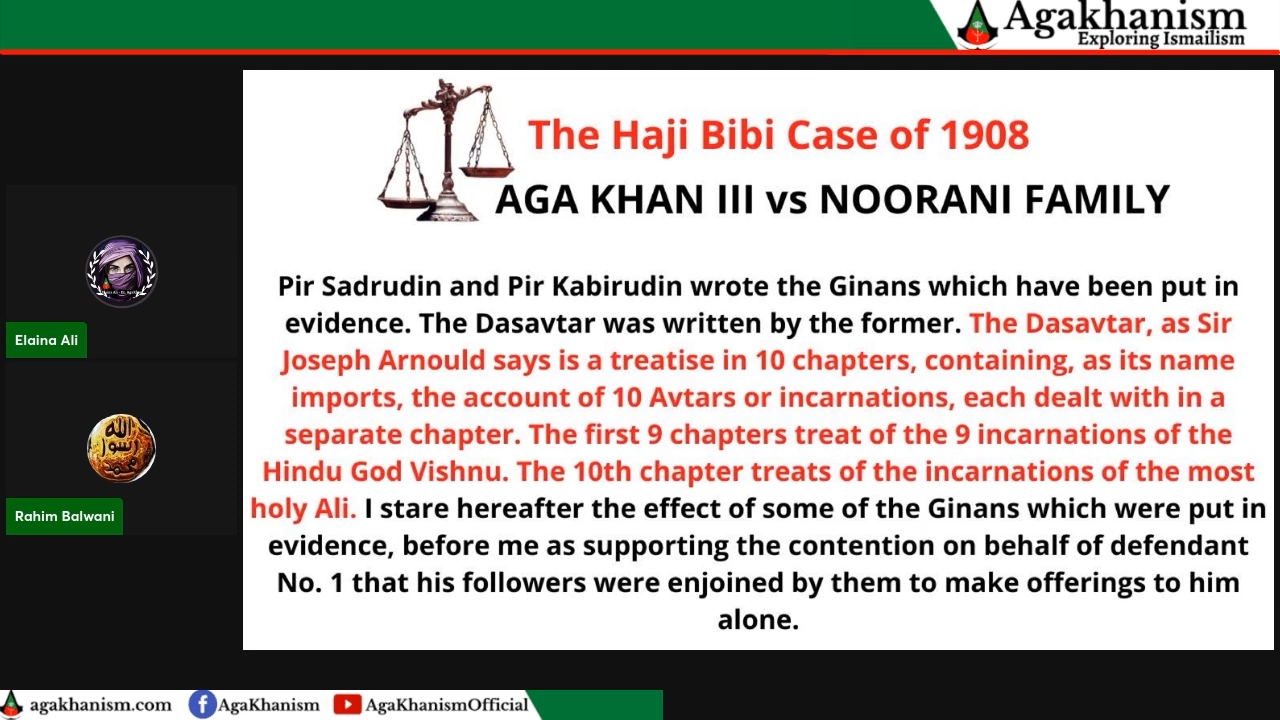 Agakhanism
Exploring Ismailism
The Haji Bibi Case of 1908
AGA KHAN III vs NOORANI FAMILY
Pir Sadrudin and Pir Kabirudin wrote the Ginans which have been put in
evidence. The Dasavtar was written by the former. The Dasavtar, as Sir
Joseph Arnould says is a treatise in 10 chapters, containing, as its name
imports, the account of 10 Avtars or incarnations, each dealt with in a
separate chapter. The first 9 chapters treat of the 9 incarnations of the
Hindu God Vishnu. The 10th chapter treats of the incarnations of the most
holy Ali. I stare hereafter the effect of some of the Ginans which were put in
evidence, before me as supporting the contention on behalf of defendant
No. 1 that his followers were enjoined by them to make offerings to him
alone.
Elaina Ali
الله
رسول
محمد
Rahim Balwani
agakhanism.com
AgaKhanism
AgaKhanismOfficial